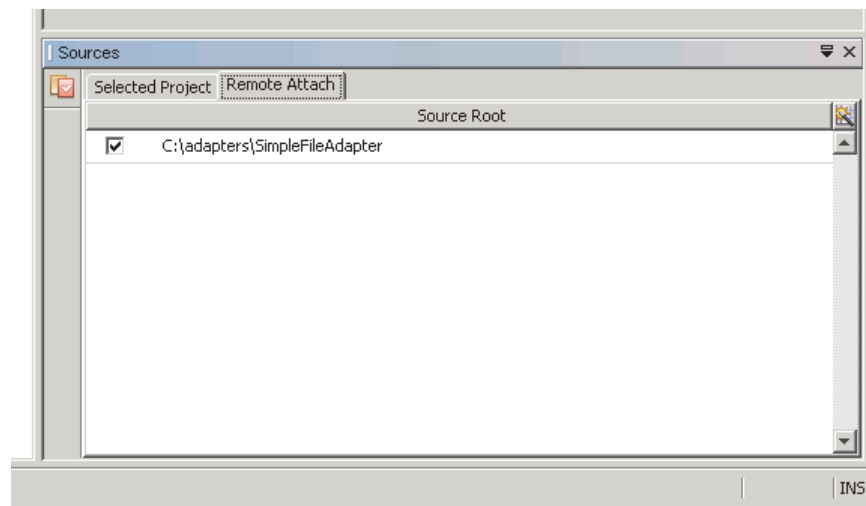 Sources
Selected Project Remote Attach
Source Root
C:\adapters\SimpleFileAdapter
INS